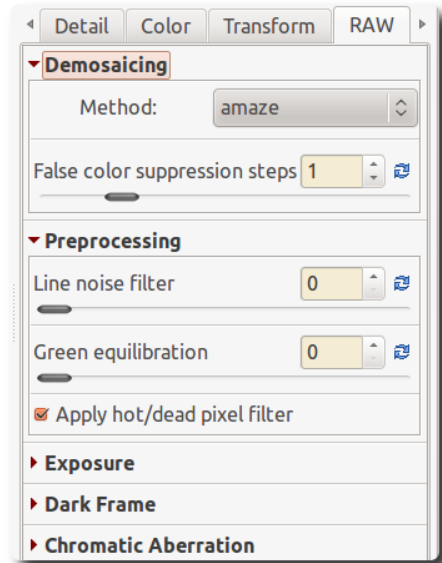 Detail Color Transform RAW
Demosaicing
Method: amaze
False color suppression steps 1
Preprocessing
Line noise filter 0
Green equilibration 0
Apply hot/dead pixel filter
Exposure
Dark Frame
Chromatic Aberration